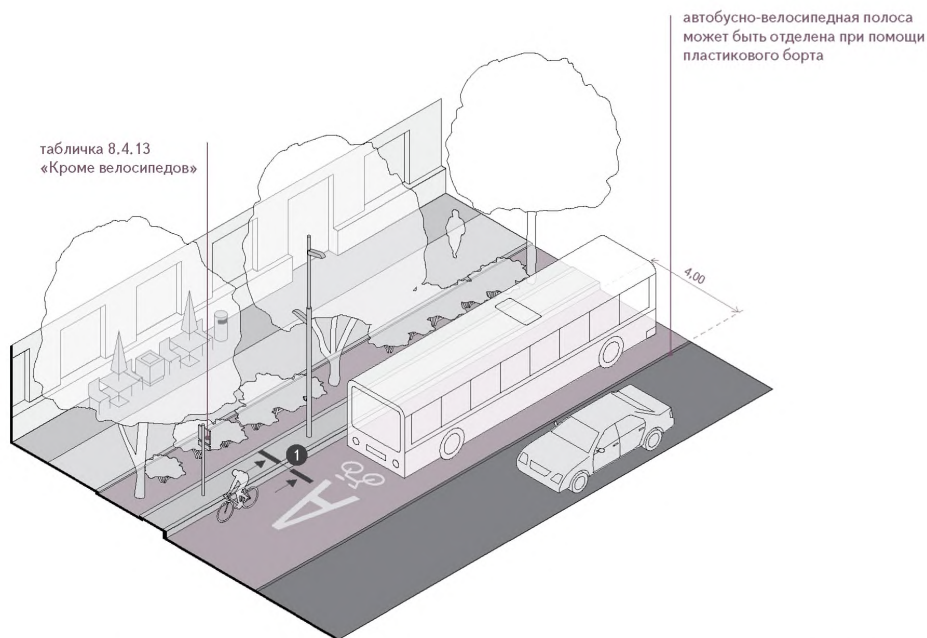 автобусно-велосипедная полоса
может быть отделена при помощи
пластикового борта
табличка 8.4.13
«Кроме велосипедов»
4,00
1
А